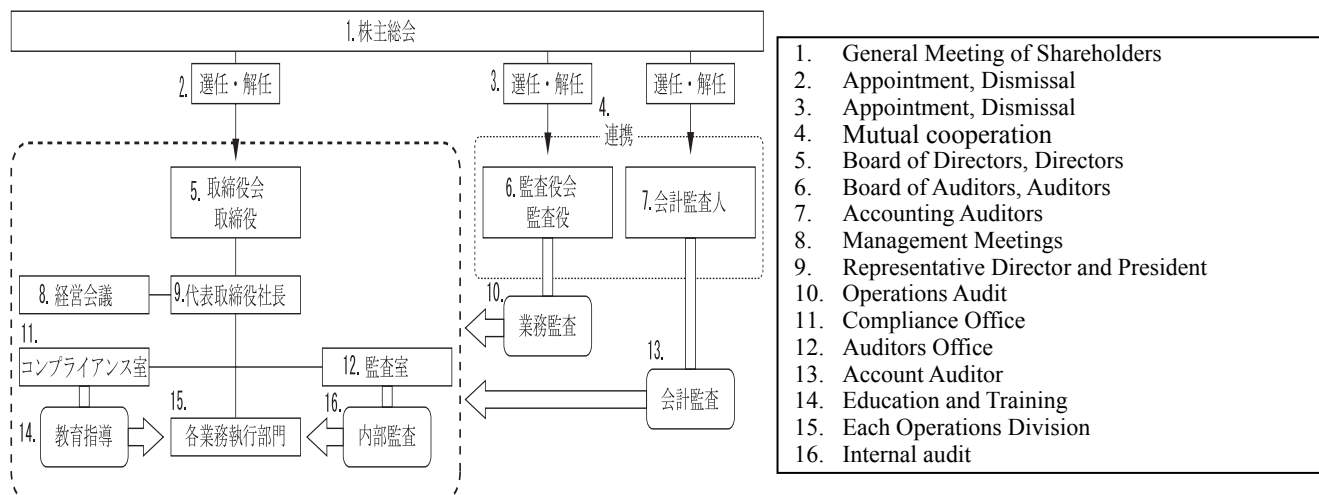 1. 株主総会
2. 選任・解任
3. 選任・解任
選任・解任
4.
連携
5. 取締役会
取締役
6. 監査役会
監査役
7. 会計監査人
8. 経営会議
9. 代表取締役社長
10.
業務監査
11.
コンプライアンス室
12. 監査室
13.
会計監査
14. 教育指導
15.
各業務執行部門
16.
内部監査
1. General Meeting of Shareholders
2. Appointment, Dismissal
3. Appointment, Dismissal
4. Mutual cooperation
5. Board of Directors, Directors
6. Board of Auditors, Auditors
7. Accounting Auditors
8. Management Meetings
9. Representative Director and President
10. Operations Audit
11. Compliance Office
12. Auditors Office
13. Account Auditor
14. Education and Training
15. Each Operations Division
16. Internal audit